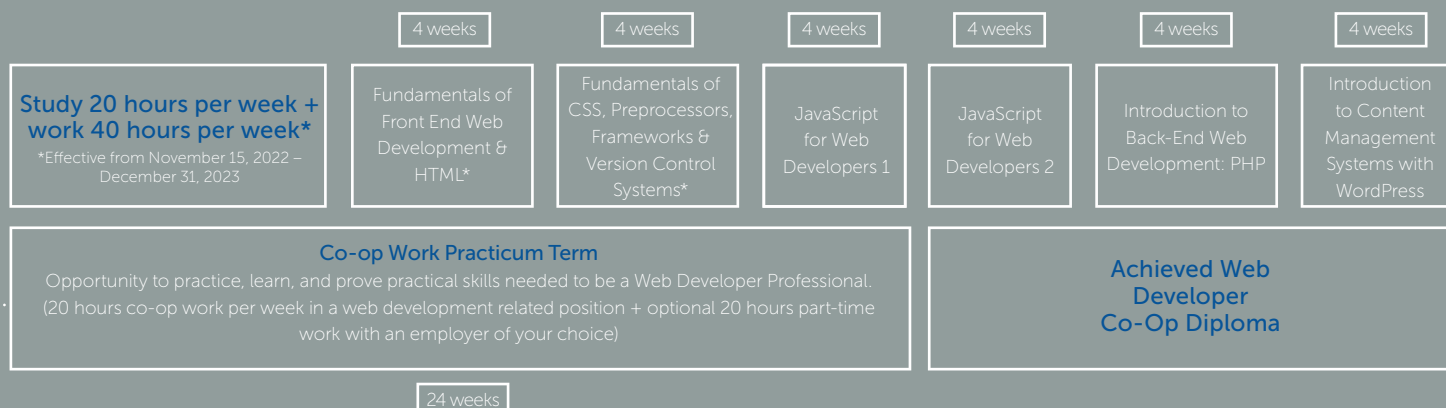 4 weeks
4 weeks
4 weeks
4 weeks
4 weeks
4 weeks
Study 20 hours per week +
work 40 hours per week*
*Effective from November 15, 2022 –
December 31, 2023
Fundamentals of
Front End Web
Development &
HTML*
Fundamentals of
CSS, Preprocessors,
Frameworks &
Version Control
Systems*
JavaScript
for Web
Developers 1
JavaScript
for Web
Developers 2
Introduction to
Back-End Web
Development: PHP
Introduction
to Content
Management
Systems with
WordPress
Co-op Work Practicum Term
Opportunity to practice, learn, and prove practical skills needed to be a Web Developer Professional.
(20 hours co-op work per week in a web development related position + optional 20 hours part-time
work with an employer of your choice)
Achieved Web
Developer
Co-Op Diploma
24 weeks